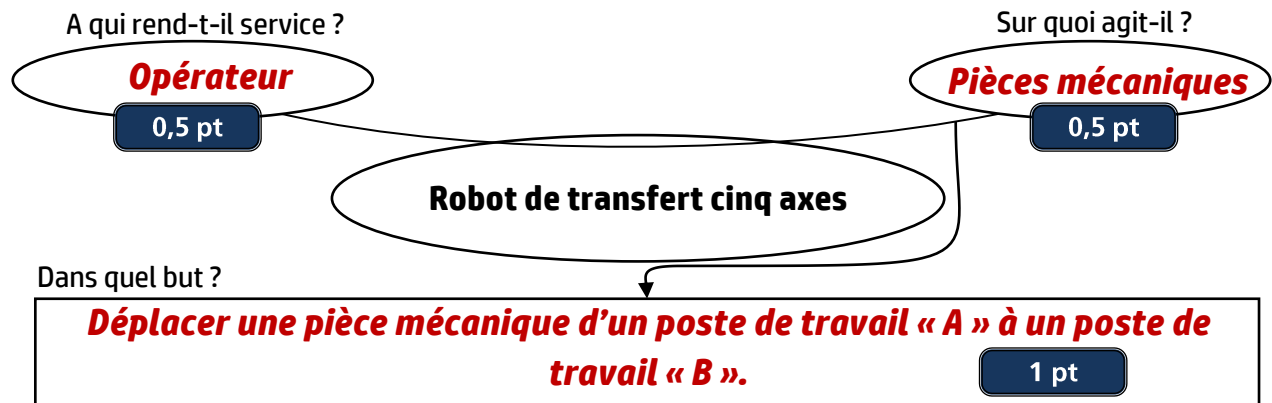 A qui rend-t-il service ?
Sur quoi agit-il ?
Opérateur
Pièces mécaniques
0,5 pt
0,5 pt
Robot de transfert cinq axes
Dans quel but ?
Déplacer une pièce mécanique d’un poste de travail « A » à un poste de
travail « B ».
1 pt